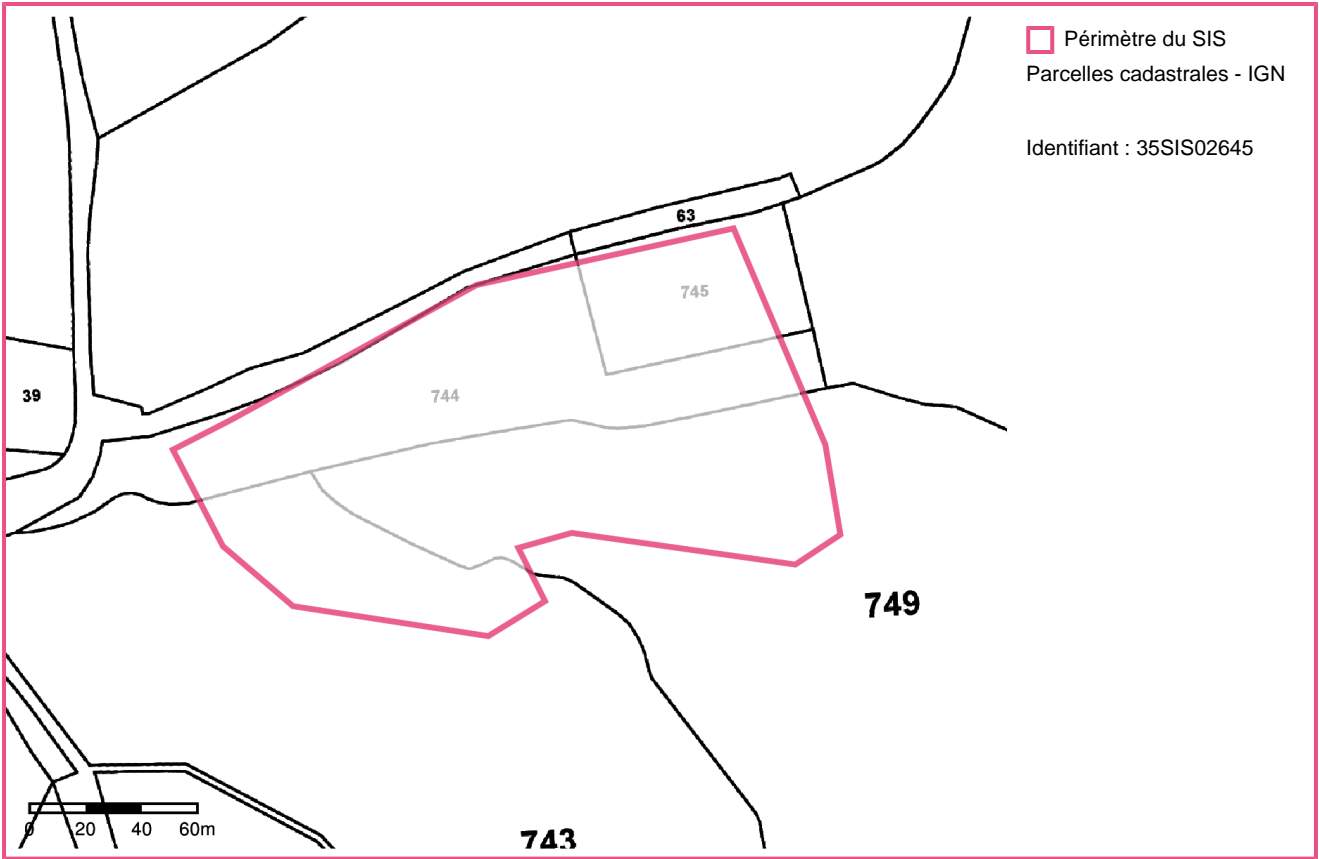 Périmètre du SIS
Parcelles cadastrales - IGN
Identifiant : 35SIS02645
63
745
744
39
749
743
0 20 40 60m